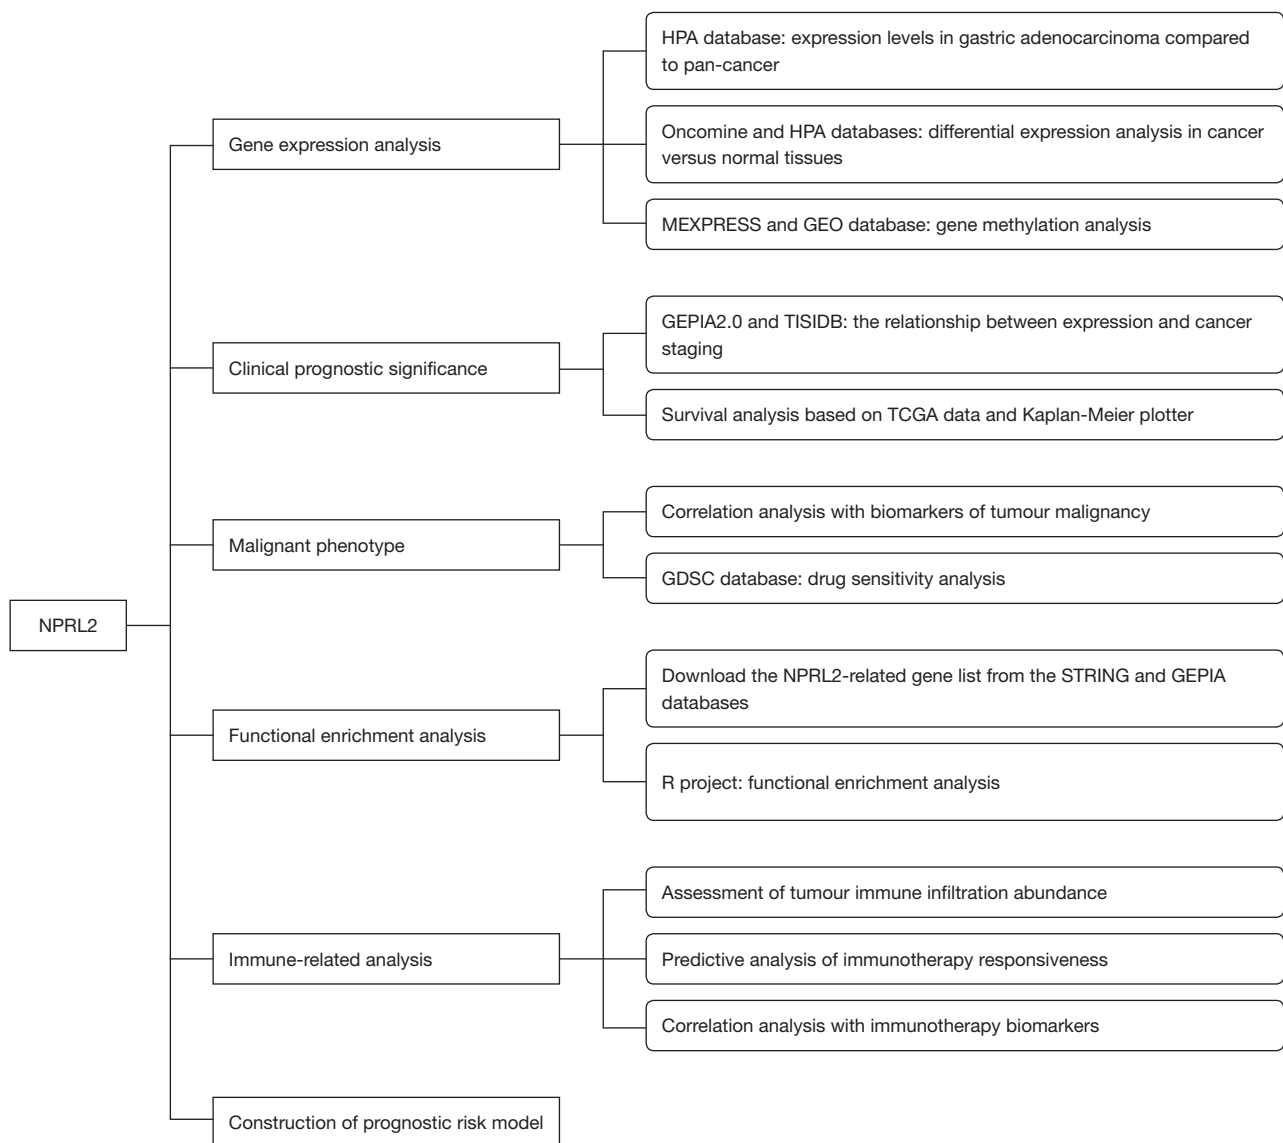 HPA database: expression levels in gastric adenocarcinoma compared
to pan-cancer
Gene expression analysis
Oncomine and HPA databases: differential expression analysis in cancer
versus normal tissues
MEXPRESS and GEO database: gene methylation analysis
GEPIA2.0 and TISIDB: the relationship between expression and cancer
staging
Clinical prognostic significance
Survival analysis based on TCGA data and Kaplan-Meier plotter
Correlation analysis with biomarkers of tumour malignancy
Malignant phenotype
GDSC database: drug sensitivity analysis
NPRL2
Download the NPRL2-related gene list from the STRING and GEPIA
databases
Functional enrichment analysis
R project: functional enrichment analysis
Assessment of tumour immune infiltration abundance
Immune-related analysis
Predictive analysis of immunotherapy responsiveness
Correlation analysis with immunotherapy biomarkers
Construction of prognostic risk model